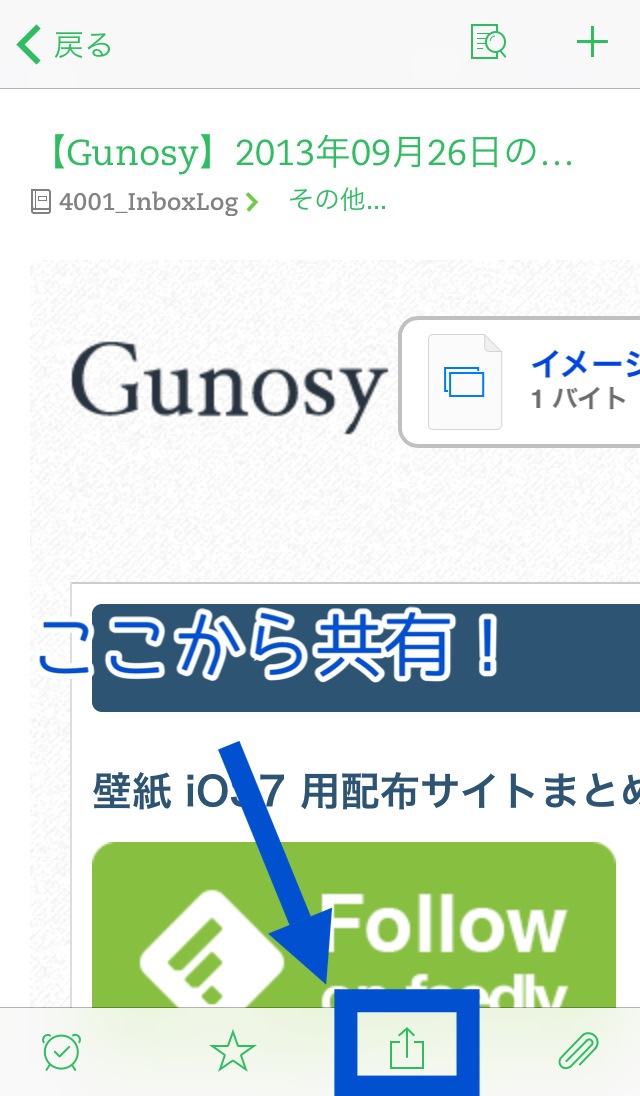 戻る
【Gunosy】2013年09月26日の...
4001_InboxLog
その他...
Gunosy
イメージ
1 バイト
ここから共有！
壁紙 iOS7 用配布サイトまとめ
Follow
on feedly